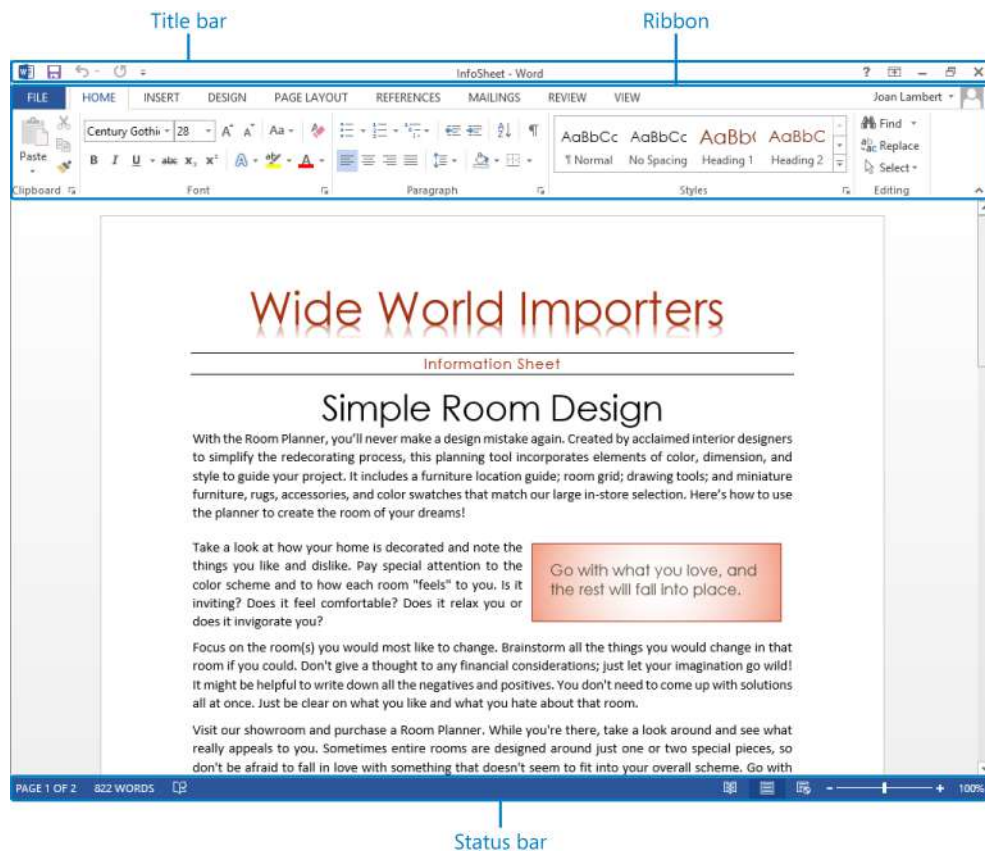 Title bar Ribbon
InfoSheet - Word ?
FILE HOME INSERT DESIGN PAGE LAYOUT REFERENCES MAILINGS REVIEW VIEW Joan Lambert
Century Gothi 28 A A Aa AaBbCc AaBbCc AaBb( AaBbC Find
Paste B I U abc X₂ X² A ab A ¶ Normal No Spacing Heading 1 Heading 2 Replace
Select
Clipboard Font Paragraph Styles Editing
Wide World Importers
Information Sheet
Simple Room Design
With the Room Planner, you'll never make a design mistake again. Created by acclaimed interior designers
to simplify the redecorating process, this planning tool incorporates elements of color, dimension, and
style to guide your project. It includes a furniture location guide; room grid; drawing tools; and miniature
furniture, rugs, accessories, and color swatches that match our large in-store selection. Here's how to use
the planner to create the room of your dreams!
Take a look at how your home is decorated and note the
things you like and dislike. Pay special attention to the
color scheme and to how each room "feels" to you. Is it
inviting? Does it feel comfortable? Does it relax you or
does it invigorate you?
Go with what you love, and
the rest will fall into place.
Focus on the room(s) you would most like to change. Brainstorm all the things you would change in that
room if you could. Don't give a thought to any financial considerations; just let your imagination go wild!
It might be helpful to write down all the negatives and positives. You don't need to come up with solutions
all at once. Just be clear on what you like and what you hate about that room.
Visit our showroom and purchase a Room Planner. While you're there, take a look around and see what
really appeals to you. Sometimes entire rooms are designed around just one or two special pieces, so
don't be afraid to fall in love with something that doesn't seem to fit into your overall scheme. Go with
PAGE 1 OF 2 822 WORDS 100%
Status bar